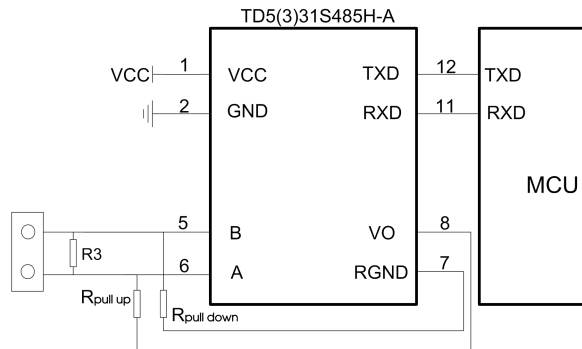 TD5(3)31S485H-A
VCC 1 VCC TXD 12 TXD
2 GND RXD 11 RXD
MCU
5 B VO 8
R3
6 A RGND 7
Rpull up
Rpull down